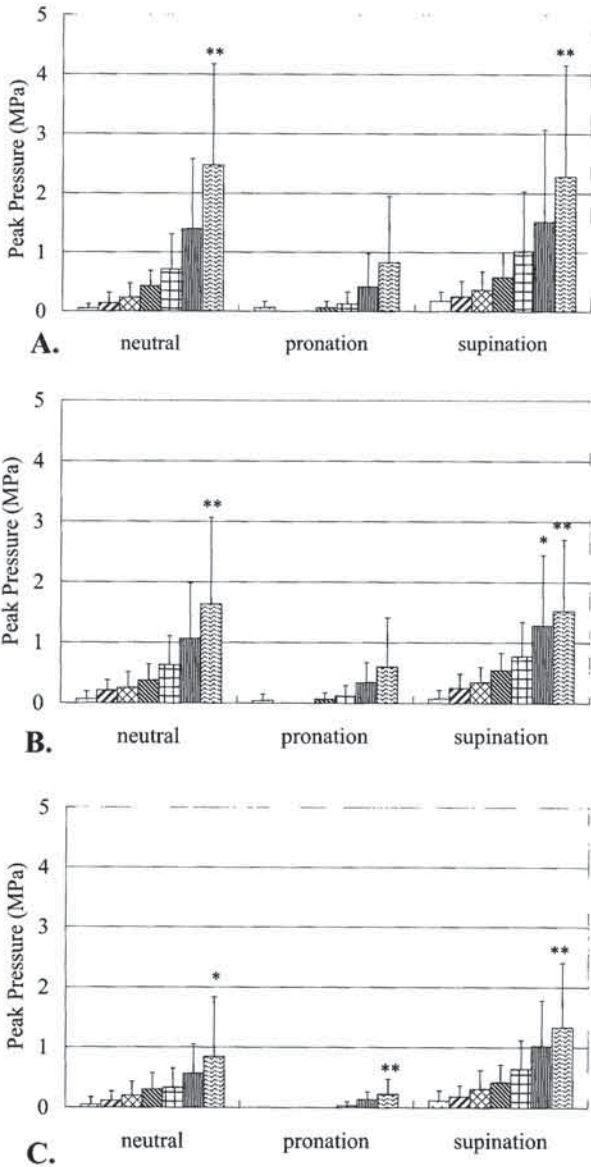 5
4
3
2
1
0
Peak Pressure (MPa)
**
**
neutral pronation supination
A.
5
4
3
2
1
0
Peak Pressure (MPa)
**
*
**
neutral pronation supination
B.
5
4
3
2
1
0
Peak Pressure (MPa)
*
**
**
neutral pronation supination
C.